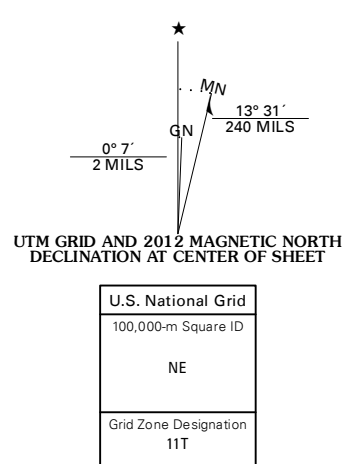 ★
MN
GN
13° 31´
240 MILS
0° 7´
2 MILS
UTM GRID AND 2012 MAGNETIC NORTH
DECLINATION AT CENTER OF SHEET
U.S. National Grid
100,000-m Square ID
NE
Grid Zone Designation
11T